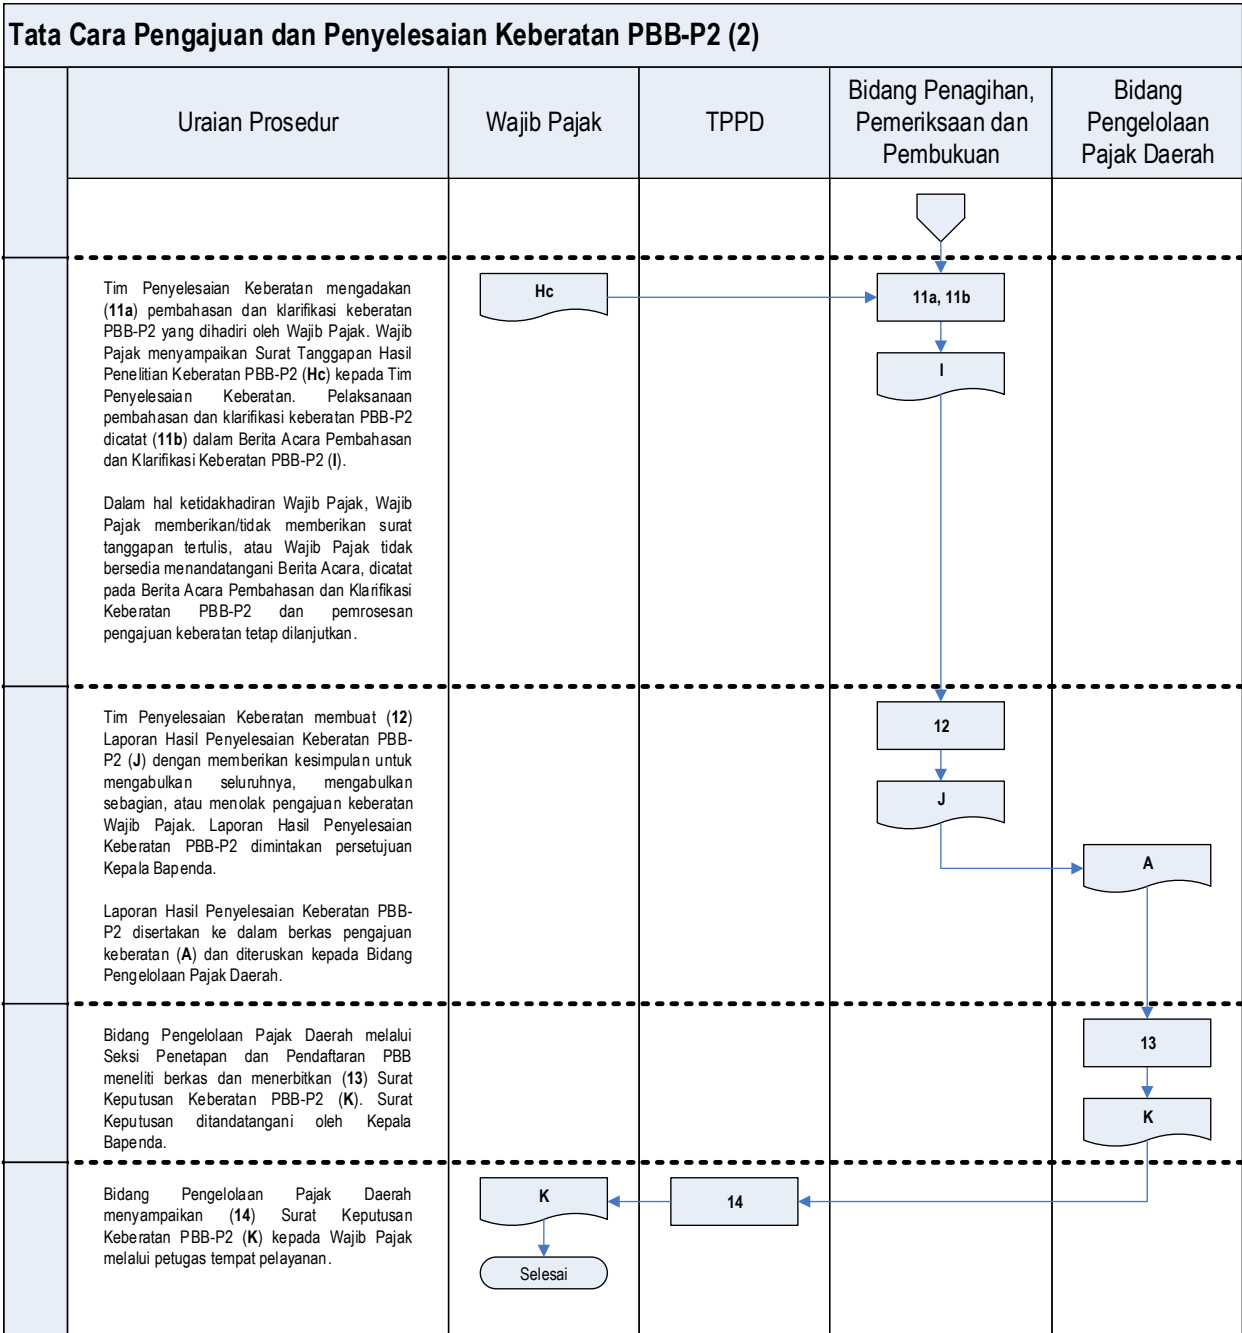 Tata Cara Pengajuan dan Penyelesaian Keberatan PBB-P2 (2)
Uraian Prosedur
Wajib Pajak
TPPD
Bidang Penagihan,
Pemeriksaan dan
Pembukuan
Bidang
Pengelolaan
Pajak Daerah
Tim Penyelesaian Keberatan mengadakan
(11a) pembahasan dan klarifikasi keberatan
PBB-P2 yang dihadiri oleh Wajib Pajak. Wajib
Pajak menyampaikan Surat Tanggapan Hasil
Penelitian Keberatan PBB-P2 (Hc) kepada Tim
Penyelesaian Keberatan. Pelaksanaan
pembahasan dan klarifikasi keberatan PBB-P2
dicatat (11b) dalam Berita Acara Pembahasan
dan Klarifikasi Keberatan PBB-P2 (I).
Dalam hal ketidakhadiran Wajib Pajak, Wajib
Pajak memberikan/tidak memberikan surat
tanggapan tertulis, atau Wajib Pajak tidak
bersedia menandatangani Berita Acara, dicatat
pada Berita Acara Pembahasan dan Klarifikasi
Keberatan PBB-P2 dan pemrosesan
pengajuan keberatan tetap dilanjutkan.
Hc
11a, 11b
I
Tim Penyelesaian Keberatan membuat (12)
Laporan Hasil Penyelesaian Keberatan PBB-
P2 (J) dengan memberikan kesimpulan untuk
mengabulkan seluruhnya, mengabulkan
sebagian, atau menolak pengajuan keberatan
Wajib Pajak. Laporan Hasil Penyelesaian
Keberatan PBB-P2 dimintakan persetujuan
Kepala Bapenda.
Laporan Hasil Penyelesaian Keberatan PBB-
P2 disertakan ke dalam berkas pengajuan
keberatan (A) dan diteruskan kepada Bidang
Pengelolaan Pajak Daerah.
12
J
A
Bidang Pengelolaan Pajak Daerah melalui
Seksi Penetapan dan Pendaftaran PBB
meneliti berkas dan menerbitkan (13) Surat
Keputusan Keberatan PBB-P2 (K). Surat
Keputusan ditandatangani oleh Kepala
Bapenda.
13
K
Bidang Pengelolaan Pajak Daerah
menyampaikan (14) Surat Keputusan
Keberatan PBB-P2 (K) kepada Wajib Pajak
melalui petugas tempat pelayanan.
K
14
Selesai